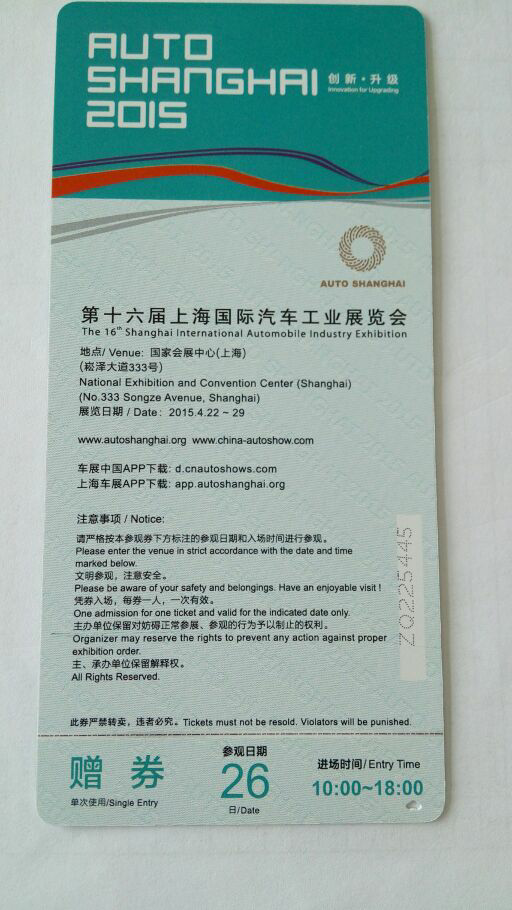 AUTO
SHANGHAI
2015
创新·升级
Innovation for Upgrading
AUTO SHANGHAI
第十六届上海国际汽车工业展览会
The 16th Shanghai International Automobile Industry Exhibition
地点/ Venue: 国家会展中心(上海)
(崧泽大道333号)
National Exhibition and Convention Center (Shanghai)
(No.333 Songze Avenue, Shanghai)
展览日期 / Date: 2015.4.22 ~ 29
www.autoshanghai.org www.china-autoshow.com
车展中国APP下载: d.cnautoshows.com
上海车展APP下载: app.autoshanghai.org
注意事项 / Notice:
请严格按本参观券下方标注的参观日期和入场时间进行参观。
Please enter the venue in strict accordance with the date and time
marked below.
文明参观，注意安全。
Please be aware of your safety and belongings. Have an enjoyable visit !
凭券入场，每券一人，一次有效。
One admission for one ticket and valid for the indicated date only.
主办单位保留对妨碍正常参展、参观的行为予以制止的权利。
Organizer may reserve the rights to prevent any action against proper
exhibition order.
主、承办单位保留解释权。
All Rights Reserved.
ZQ225445
此券严禁转卖，违者必究。Tickets must not be resold. Violators will be punished.
赠券
单次使用/Single Entry
参观日期
26
日/Date
进场时间/ Entry Time
10:00~18:00